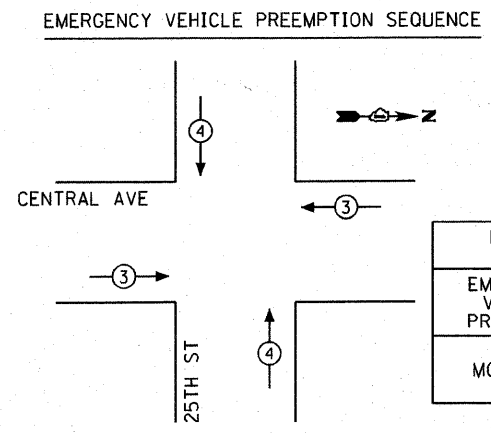 EMERGENCY VEHICLE PREEMPTION SEQUENCE
4
N
CENTRAL AVE
3
3
4
25TH ST